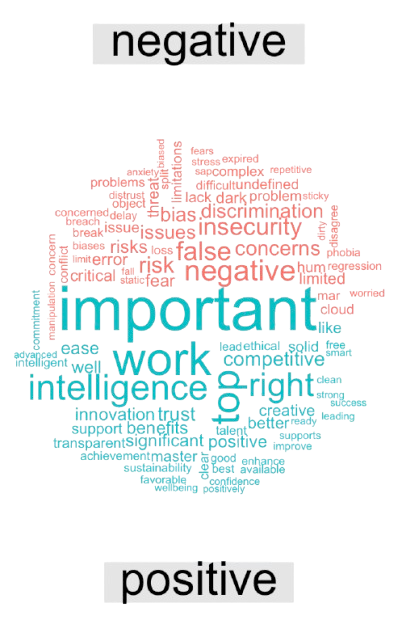 negative
fears
biased
stress expired
anxiety split limitations sap complex repetitive
problems threat difficult undefined
distrust lack dark problem sticky
object bias discrimination
concerned delay issue insecurity dirty disagree
breach issues
break
biases risks loss false concerns phobia
concern conflict limit error risk negative hum regression
critical fall fear limited
static
manipulation important mar worried
cloud
commitment like
ease work lead ethical solid free
advanced competitive smart
intelligent well
intelligence top right clean
strong
innovation trust creative success
support benefits talent better ready leading
transparent significant positive supports
achievement master clear good enhance improve
sustainability best available
favorable confidence
wellbeing positively
positive